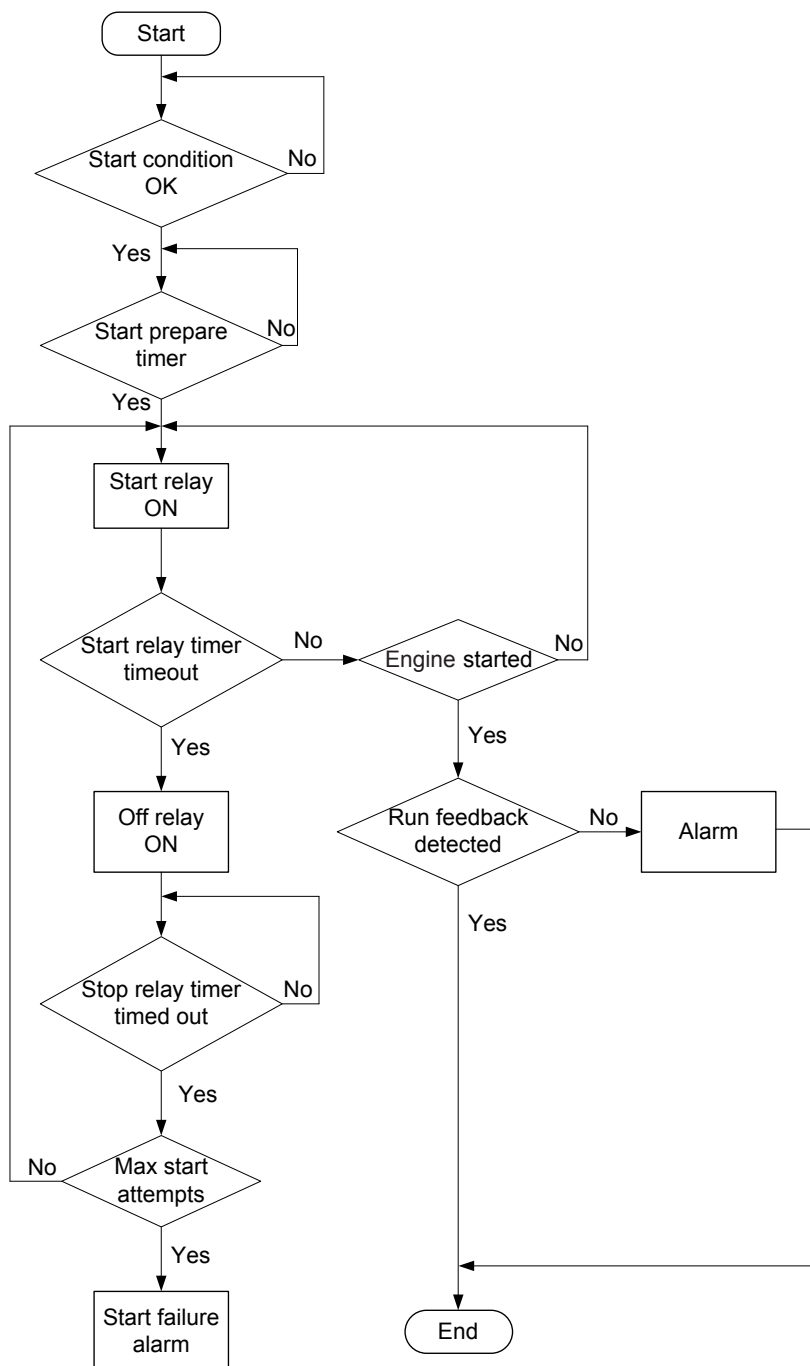 Start
Start condition
OK
No
Yes
Start prepare
timer
No
Yes
Start relay
ON
Start relay timer
timeout
No
Engine started
No
Yes
Yes
Off relay
ON
Run feedback
detected
No
Alarm
Yes
Stop relay timer
timed out
No
Yes
No
Max start
attempts
Yes
Start failure
alarm
End